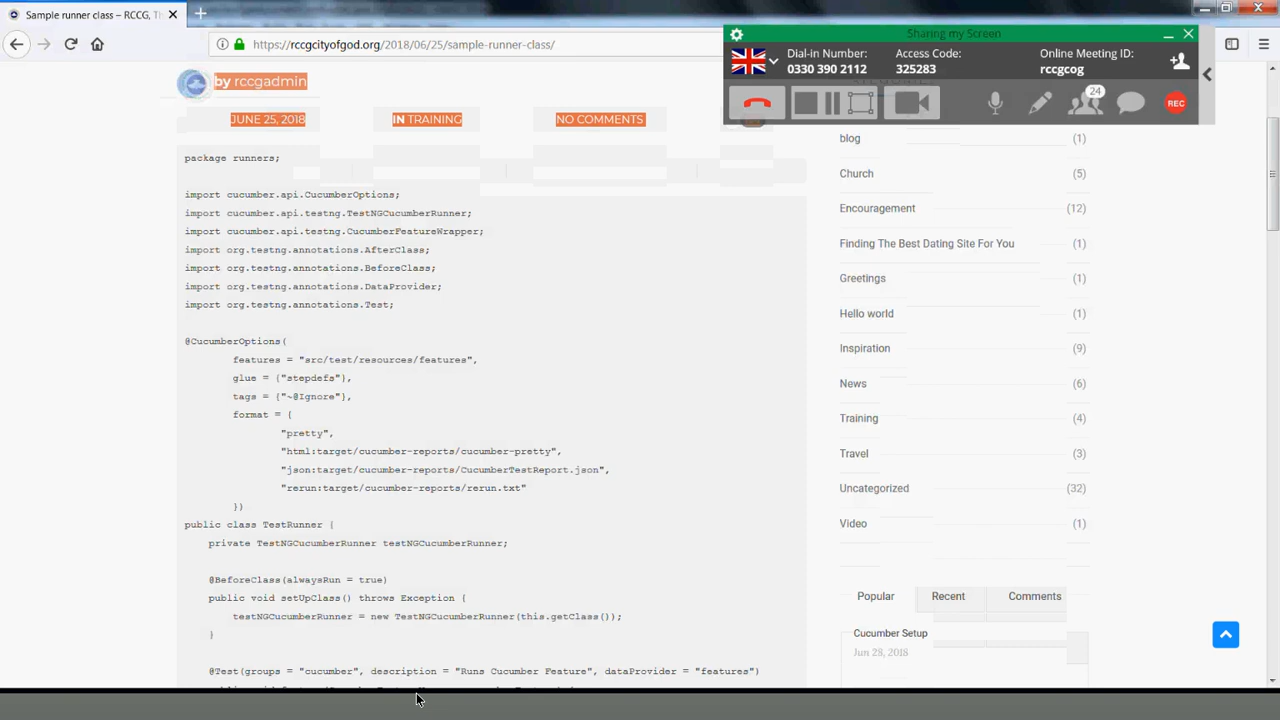 Sample runner class – RCCG, Th
https://rccgcityofgod.org/2018/06/25/sample-runner-class/
Sharing my Screen
Dial-in Number:
0330 390 2112
Access Code:
325283
Online Meeting ID:
rccgcog
24
REC
by rccgadmin
JUNE 25, 2018
IN TRAINING
NO COMMENTS
package runners;
import cucumber.api.CucumberOptions;
import cucumber.api.testng.TestNGCucumberRunner;
import cucumber.api.testng.CucumberFeatureWrapper;
import org.testng.annotations.AfterClass;
import org.testng.annotations.BeforeClass;
import org.testng.annotations.DataProvider;
import org.testng.annotations.Test;
@CucumberOptions(
features = "src/test/resources/features",
glue = {"stepdefs"},
tags = {"~@Ignore"},
format = {
"pretty",
"html:target/cucumber-reports/cucumber-pretty",
"json:target/cucumber-reports/CucumberTestReport.json",
"rerun:target/cucumber-reports/rerun.txt"
})
public class TestRunner {
private TestNGCucumberRunner testNGCucumberRunner;
@BeforeClass(alwaysRun = true)
public void setUpClass() throws Exception {
testNGCucumberRunner = new TestNGCucumberRunner(this.getClass());
}
@Test(groups = "cucumber", description = "Runs Cucumber Feature", dataProvider = "features")
blog (1)
Church (5)
Encouragement (12)
Finding The Best Dating Site For You (1)
Greetings (1)
Hello world (1)
Inspiration (9)
News (6)
Training (4)
Travel (3)
Uncategorized (32)
Video (1)
Popular Recent Comments
Cucumber Setup
Jun 28, 2018